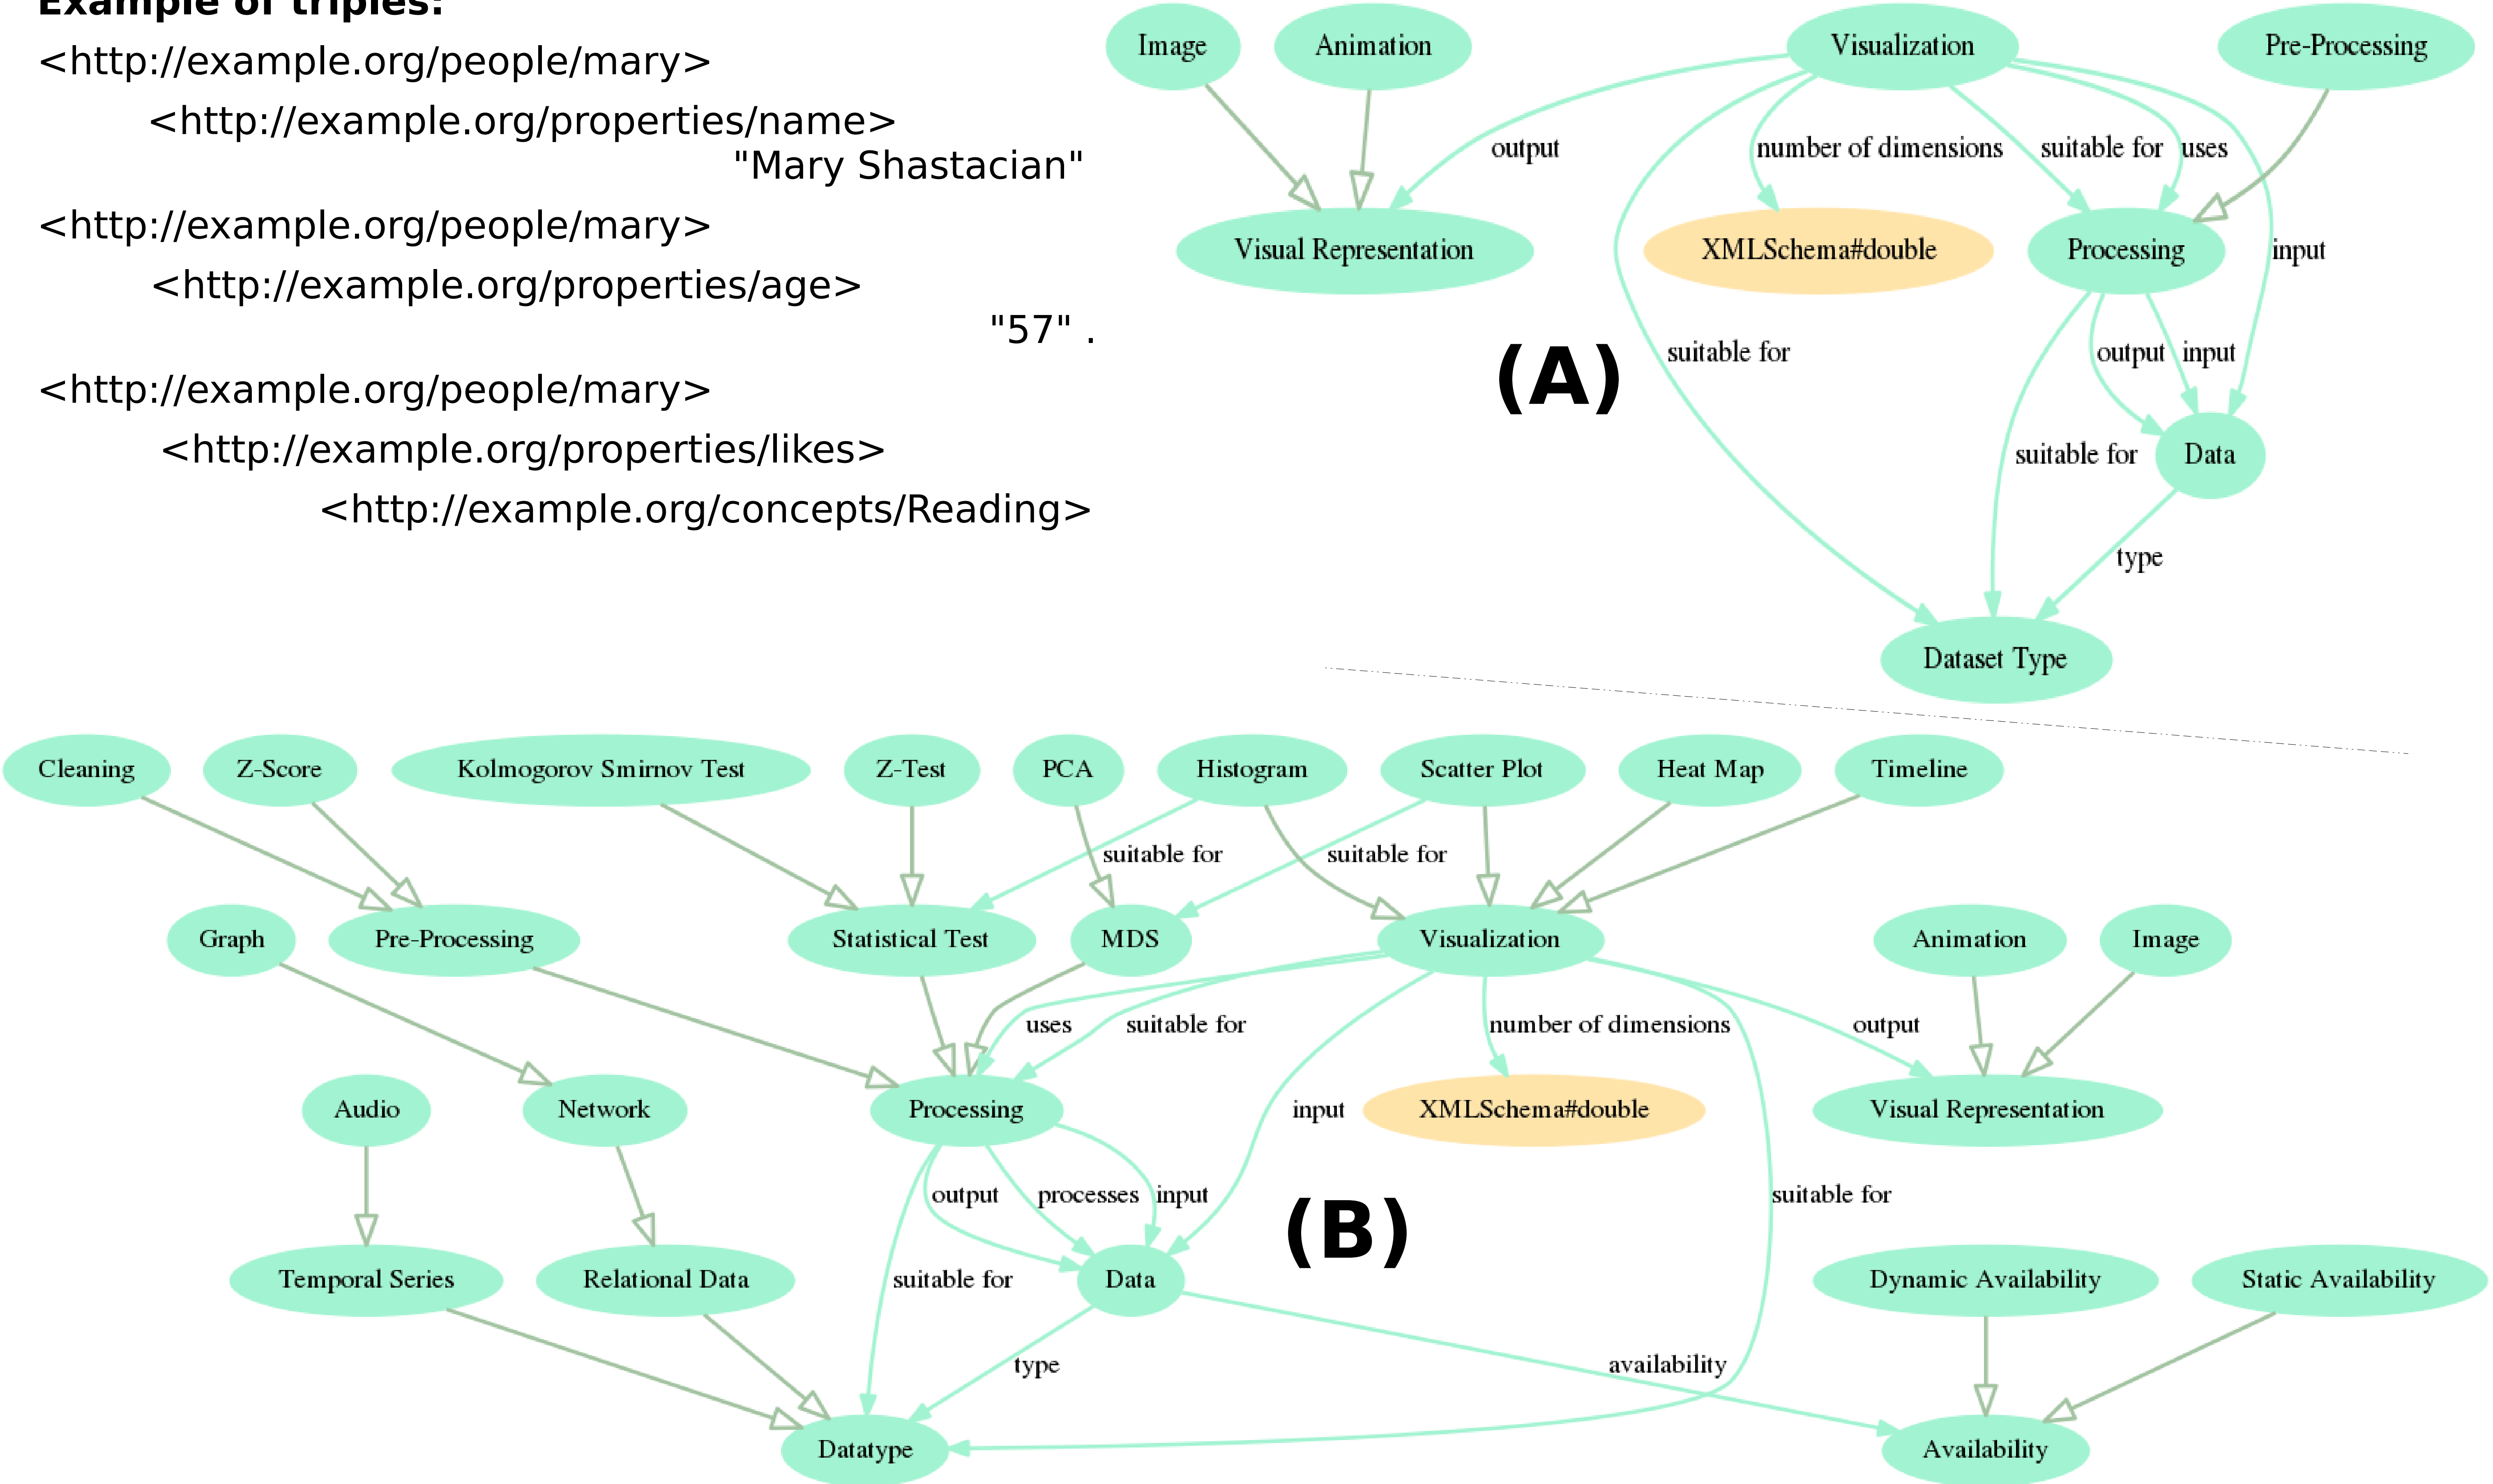 Example of triples:
<http://example.org/people/mary>
<http://example.org/properties/name>
"Mary Shastacian"
<http://example.org/people/mary>
<http://example.org/properties/age>
"57" .
<http://example.org/people/mary>
<http://example.org/properties/likes>
<http://example.org/concepts/Reading>
Image
Animation
Visualization
Pre-Processing
output
number of dimensions
suitable for
uses
Visual Representation
XMLSchema#double
Processing
input
(A)
suitable for
output
input
suitable for
Data
type
Dataset Type
Cleaning
Z-Score
Kolmogorov Smirnov Test
Z-Test
PCA
Histogram
Scatter Plot
Heat Map
Timeline
suitable for
suitable for
Graph
Pre-Processing
Statistical Test
MDS
Visualization
Animation
Image
uses
suitable for
number of dimensions
output
Audio
Network
Processing
input
XMLSchema#double
Visual Representation
output
processes
input
(B)
suitable for
Temporal Series
Relational Data
suitable for
Data
Dynamic Availability
Static Availability
type
availability
Datatype
Availability